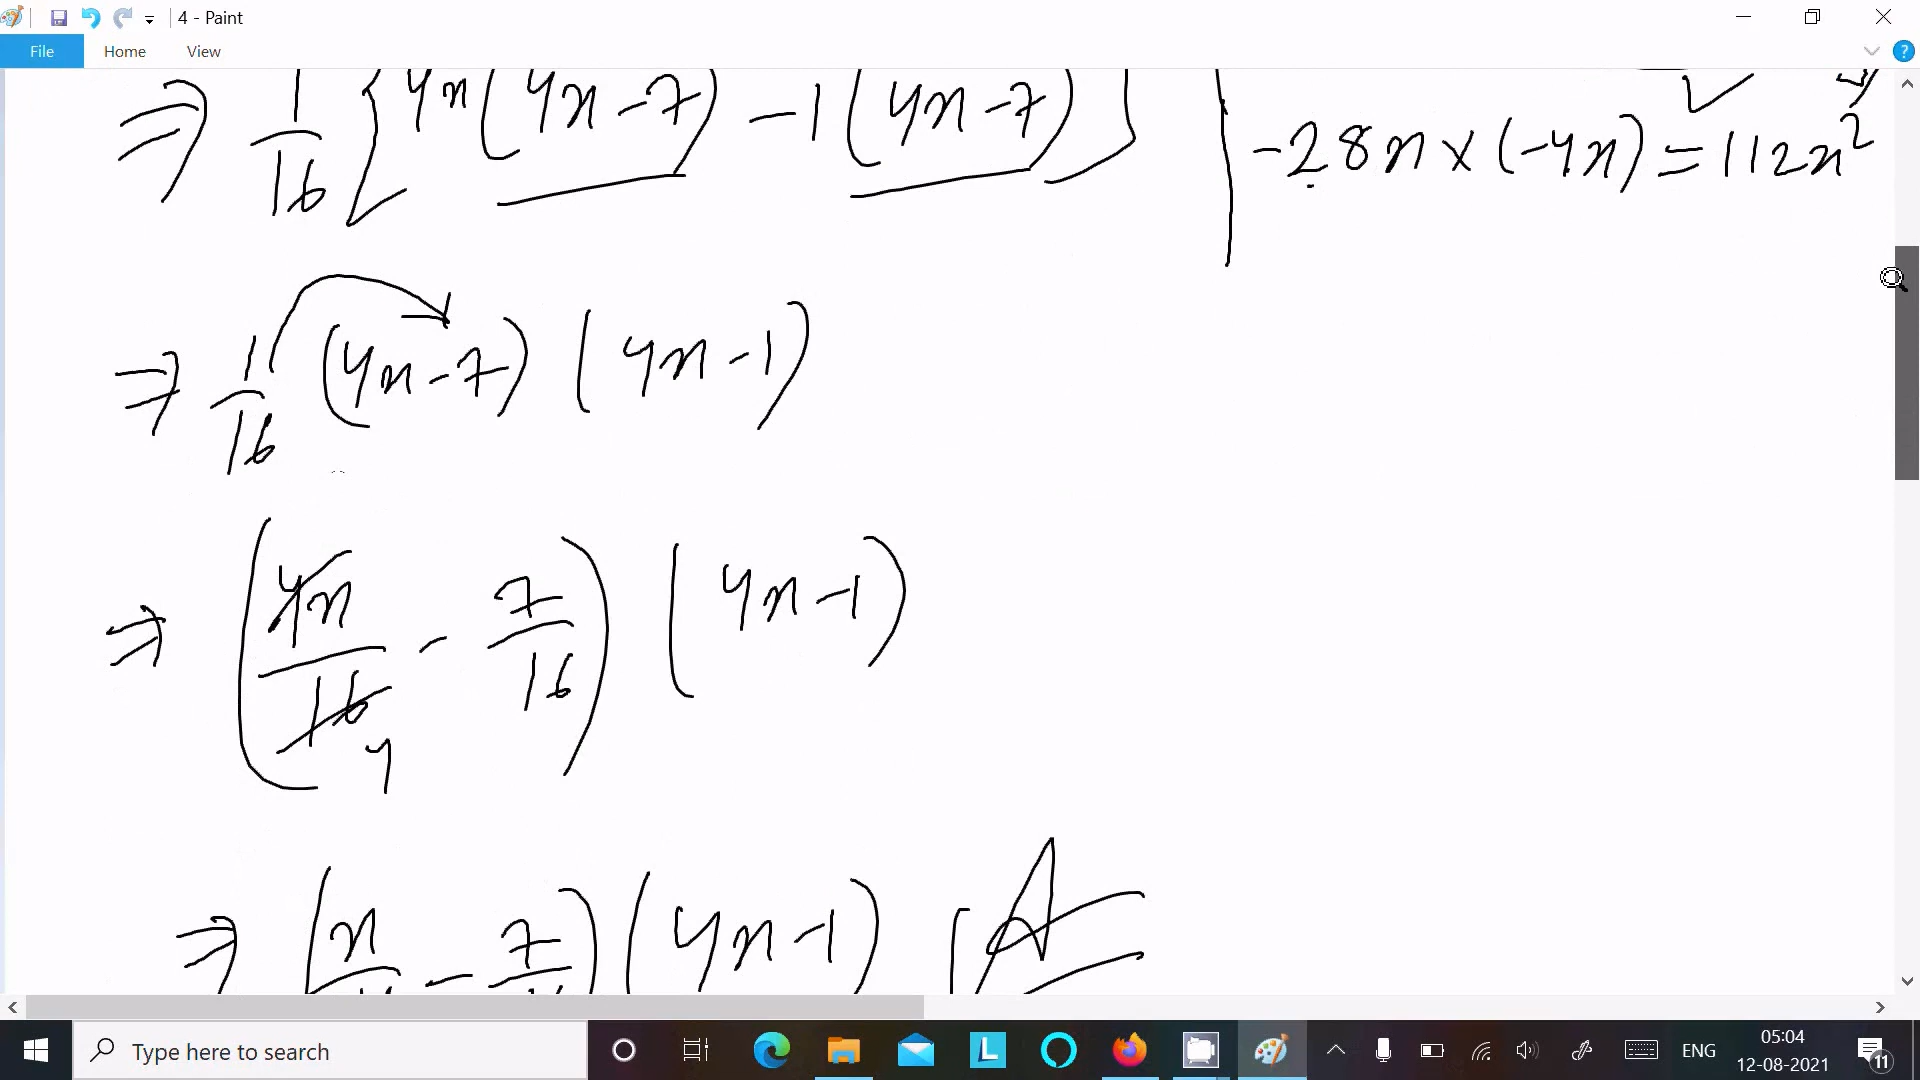 4 - Paint
File Home View
⇒ 1/16 { 4x(4x-7) -1(4x-7) }
-28x × (-4x) = 112x²
⇒ 1/16 (4x-7) (4x-1)
⇒ (4x/16 4 - 7/16) (4x-1)
⇒ (x/ - 7/ ) (4x-1) A
Type here to search
ENG
05:04
12-08-2021
11